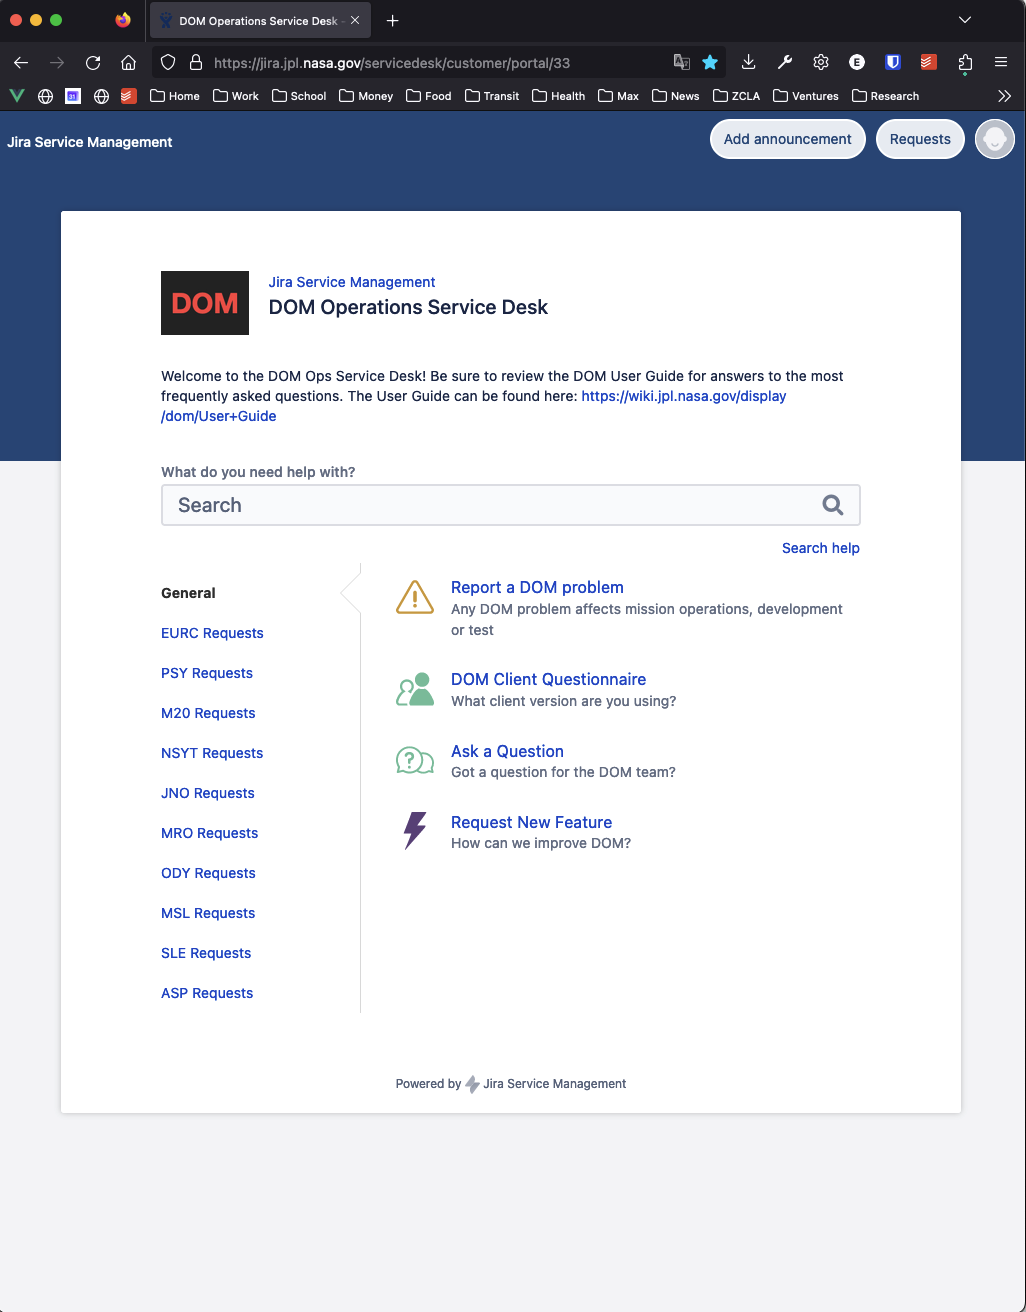 DOM Operations Service Desk -
https://jira.jpl.nasa.gov/servicedesk/customer/portal/33
E
31
Home Work School Money Food Transit Health Max News ZCLA Ventures Research
Jira Service Management
Add announcement
Requests
DOM
Jira Service Management
DOM Operations Service Desk
Welcome to the DOM Ops Service Desk! Be sure to review the DOM User Guide for answers to the most
frequently asked questions. The User Guide can be found here: https://wiki.jpl.nasa.gov/display
/dom/User+Guide
What do you need help with?
Search
Search help
General
EURC Requests
PSY Requests
M20 Requests
NSYT Requests
JNO Requests
MRO Requests
ODY Requests
MSL Requests
SLE Requests
ASP Requests
Report a DOM problem
Any DOM problem affects mission operations, development
or test
DOM Client Questionnaire
What client version are you using?
Ask a Question
Got a question for the DOM team?
Request New Feature
How can we improve DOM?
Powered by Jira Service Management